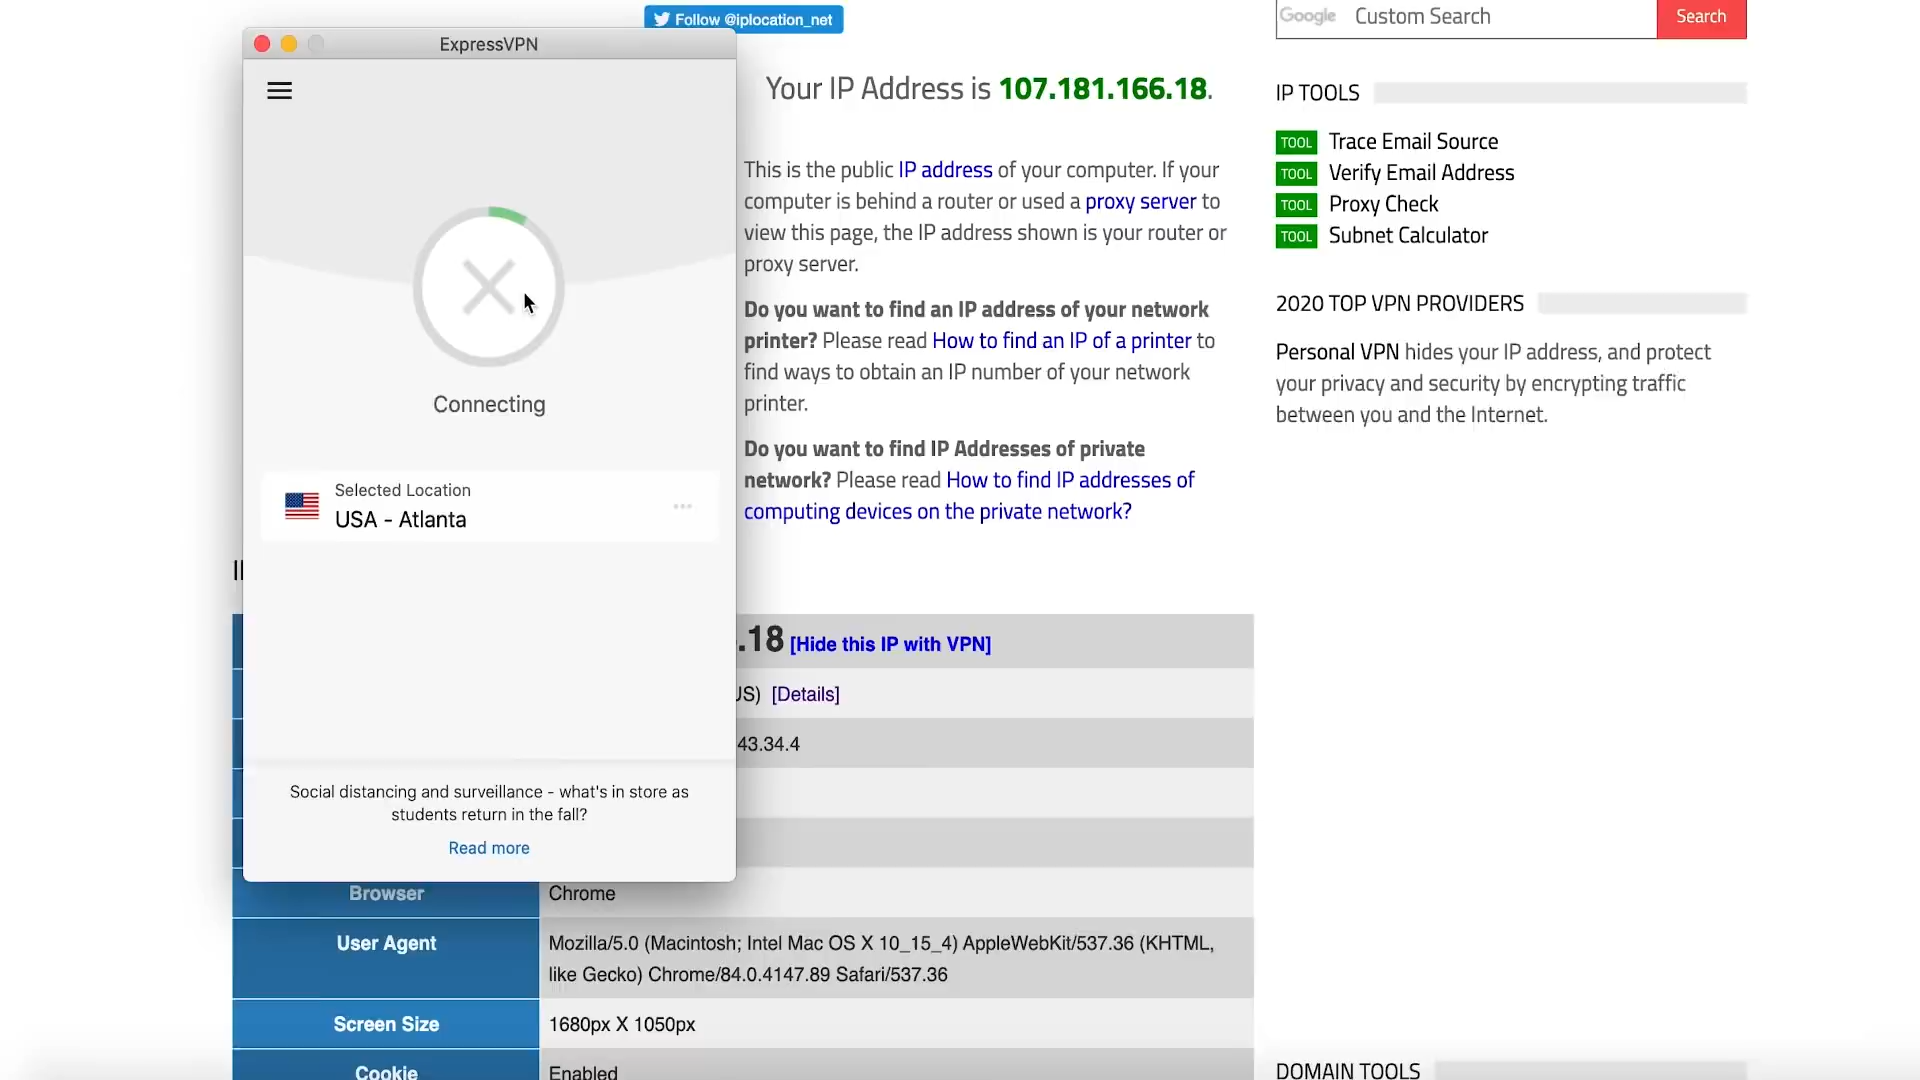 Follow @iplocation_net
Google Custom Search
Search
ExpressVPN
Your IP Address is 107.181.166.18.
This is the public IP address of your computer. If your
computer is behind a router or used a proxy server to
view this page, the IP address shown is your router or
proxy server.
Do you want to find an IP address of your network
printer? Please read How to find an IP of a printer to
find ways to obtain an IP number of your network
printer.
Do you want to find IP Addresses of private
network? Please read How to find IP addresses of
computing devices on the private network?
IP TOOLS
TOOL Trace Email Source
TOOL Verify Email Address
TOOL Proxy Check
TOOL Subnet Calculator
2020 TOP VPN PROVIDERS
Personal VPN hides your IP address, and protect
your privacy and security by encrypting traffic
between you and the Internet.
Connecting
Selected Location
USA - Atlanta
Social distancing and surveillance - what's in store as
students return in the fall?
Read more
.18 [Hide this IP with VPN]
US) [Details]
43.34.4
Browser Chrome
User Agent Mozilla/5.0 (Macintosh; Intel Mac OS X 10_15_4) AppleWebKit/537.36 (KHTML,
like Gecko) Chrome/84.0.4147.89 Safari/537.36
Screen Size 1680px X 1050px
Cookie Enabled
DOMAIN TOOLS